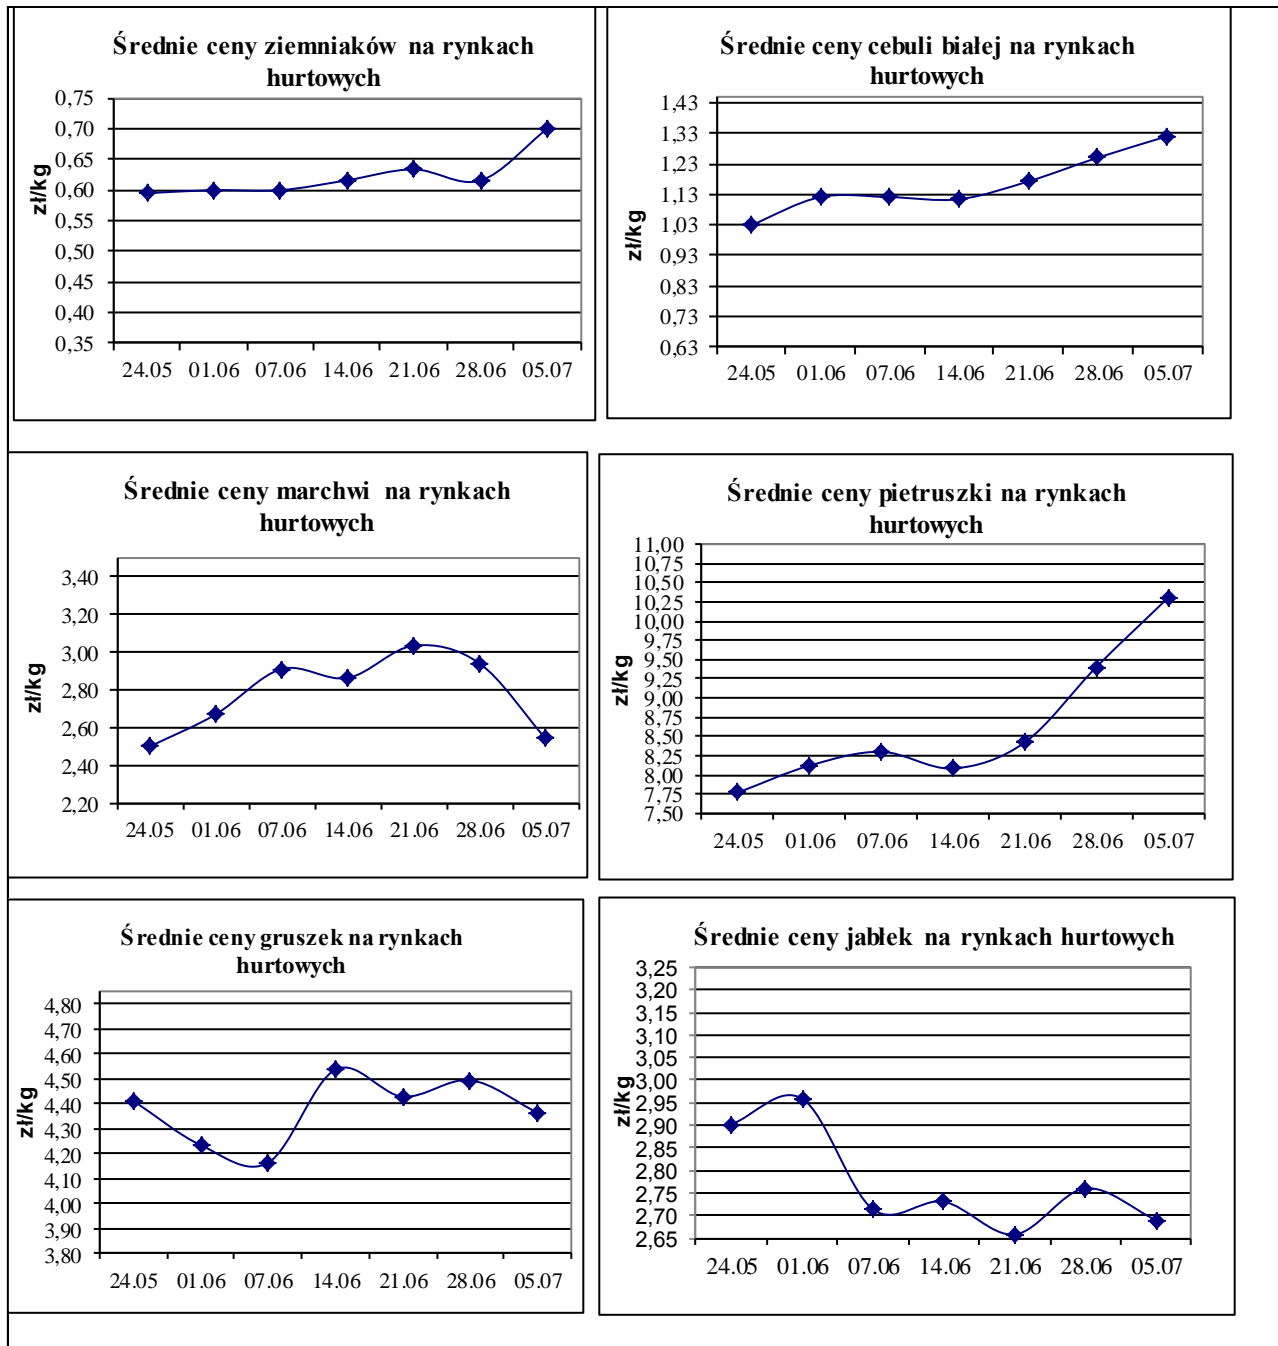 Średnie ceny ziemniaków na rynkach
hurtowych
zł/kg
0,75
0,70
0,65
0,60
0,55
0,50
0,45
0,40
0,35
24.05 01.06 07.06 14.06 21.06 28.06 05.07
Średnie ceny cebuli białej na rynkach
hurtowych
zł/kg
1,43
1,33
1,23
1,13
1,03
0,93
0,83
0,73
0,63
24.05 01.06 07.06 14.06 21.06 28.06 05.07
Średnie ceny marchwi na rynkach
hurtowych
zł/kg
3,40
3,20
3,00
2,80
2,60
2,40
2,20
24.05 01.06 07.06 14.06 21.06 28.06 05.07
Średnie ceny pietruszki na rynkach
hurtowych
zł/kg
11,00
10,75
10,50
10,25
10,00
9,75
9,50
9,25
9,00
8,75
8,50
8,25
8,00
7,75
7,50
24.05 01.06 07.06 14.06 21.06 28.06 05.07
Średnie ceny gruszek na rynkach
hurtowych
zł/kg
4,80
4,70
4,60
4,50
4,40
4,30
4,20
4,10
4,00
3,90
3,80
24.05 01.06 07.06 14.06 21.06 28.06 05.07
Średnie ceny jabłek na rynkach hurtowych
zł/kg
3,25
3,20
3,15
3,10
3,05
3,00
2,95
2,90
2,85
2,80
2,75
2,70
2,65
24.05 01.06 07.06 14.06 21.06 28.06 05.07